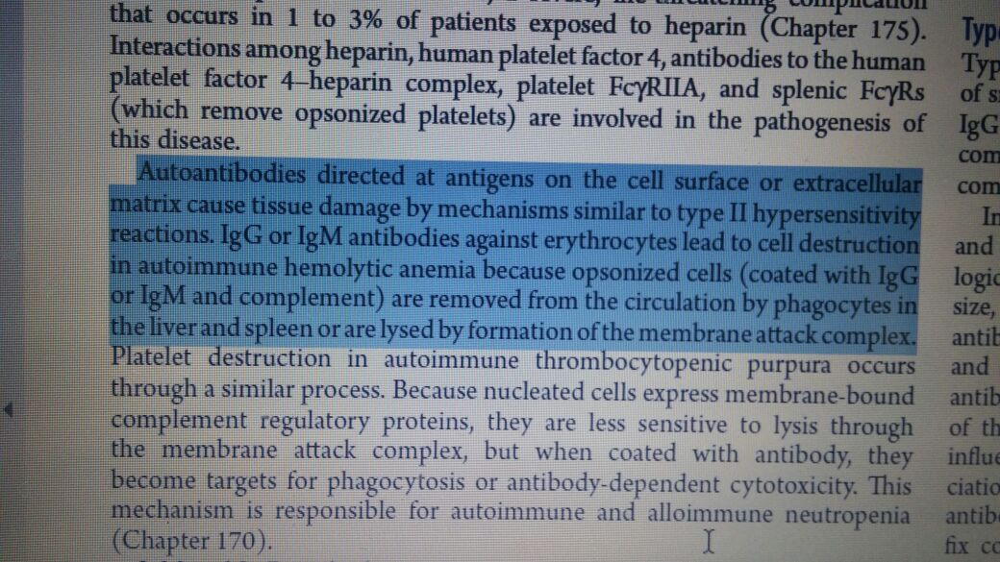 that occurs in 1 to 3% of patients exposed to heparin (Chapter 175).
Interactions among heparin, human platelet factor 4, antibodies to the human
platelet factor 4–heparin complex, platelet FcγRIIA, and splenic FcγRs
(which remove opsonized platelets) are involved in the pathogenesis of
this disease.
Autoantibodies directed at antigens on the cell surface or extracellular
matrix cause tissue damage by mechanisms similar to type II hypersensitivity
reactions. IgG or IgM antibodies against erythrocytes lead to cell destruction
in autoimmune hemolytic anemia because opsonized cells (coated with IgG
or IgM and complement) are removed from the circulation by phagocytes in
the liver and spleen or are lysed by formation of the membrane attack complex.
Platelet destruction in autoimmune thrombocytopenic purpura occurs
through a similar process. Because nucleated cells express membrane-bound
complement regulatory proteins, they are less sensitive to lysis through
the membrane attack complex, but when coated with antibody, they
become targets for phagocytosis or antibody-dependent cytotoxicity. This
mechanism is responsible for autoimmune and alloimmune neutropenia
(Chapter 170).
Typ
of s
IgG
com
com
In
and
logic
size,
antib
and
antib
of th
influe
ciatio
antib
fix co